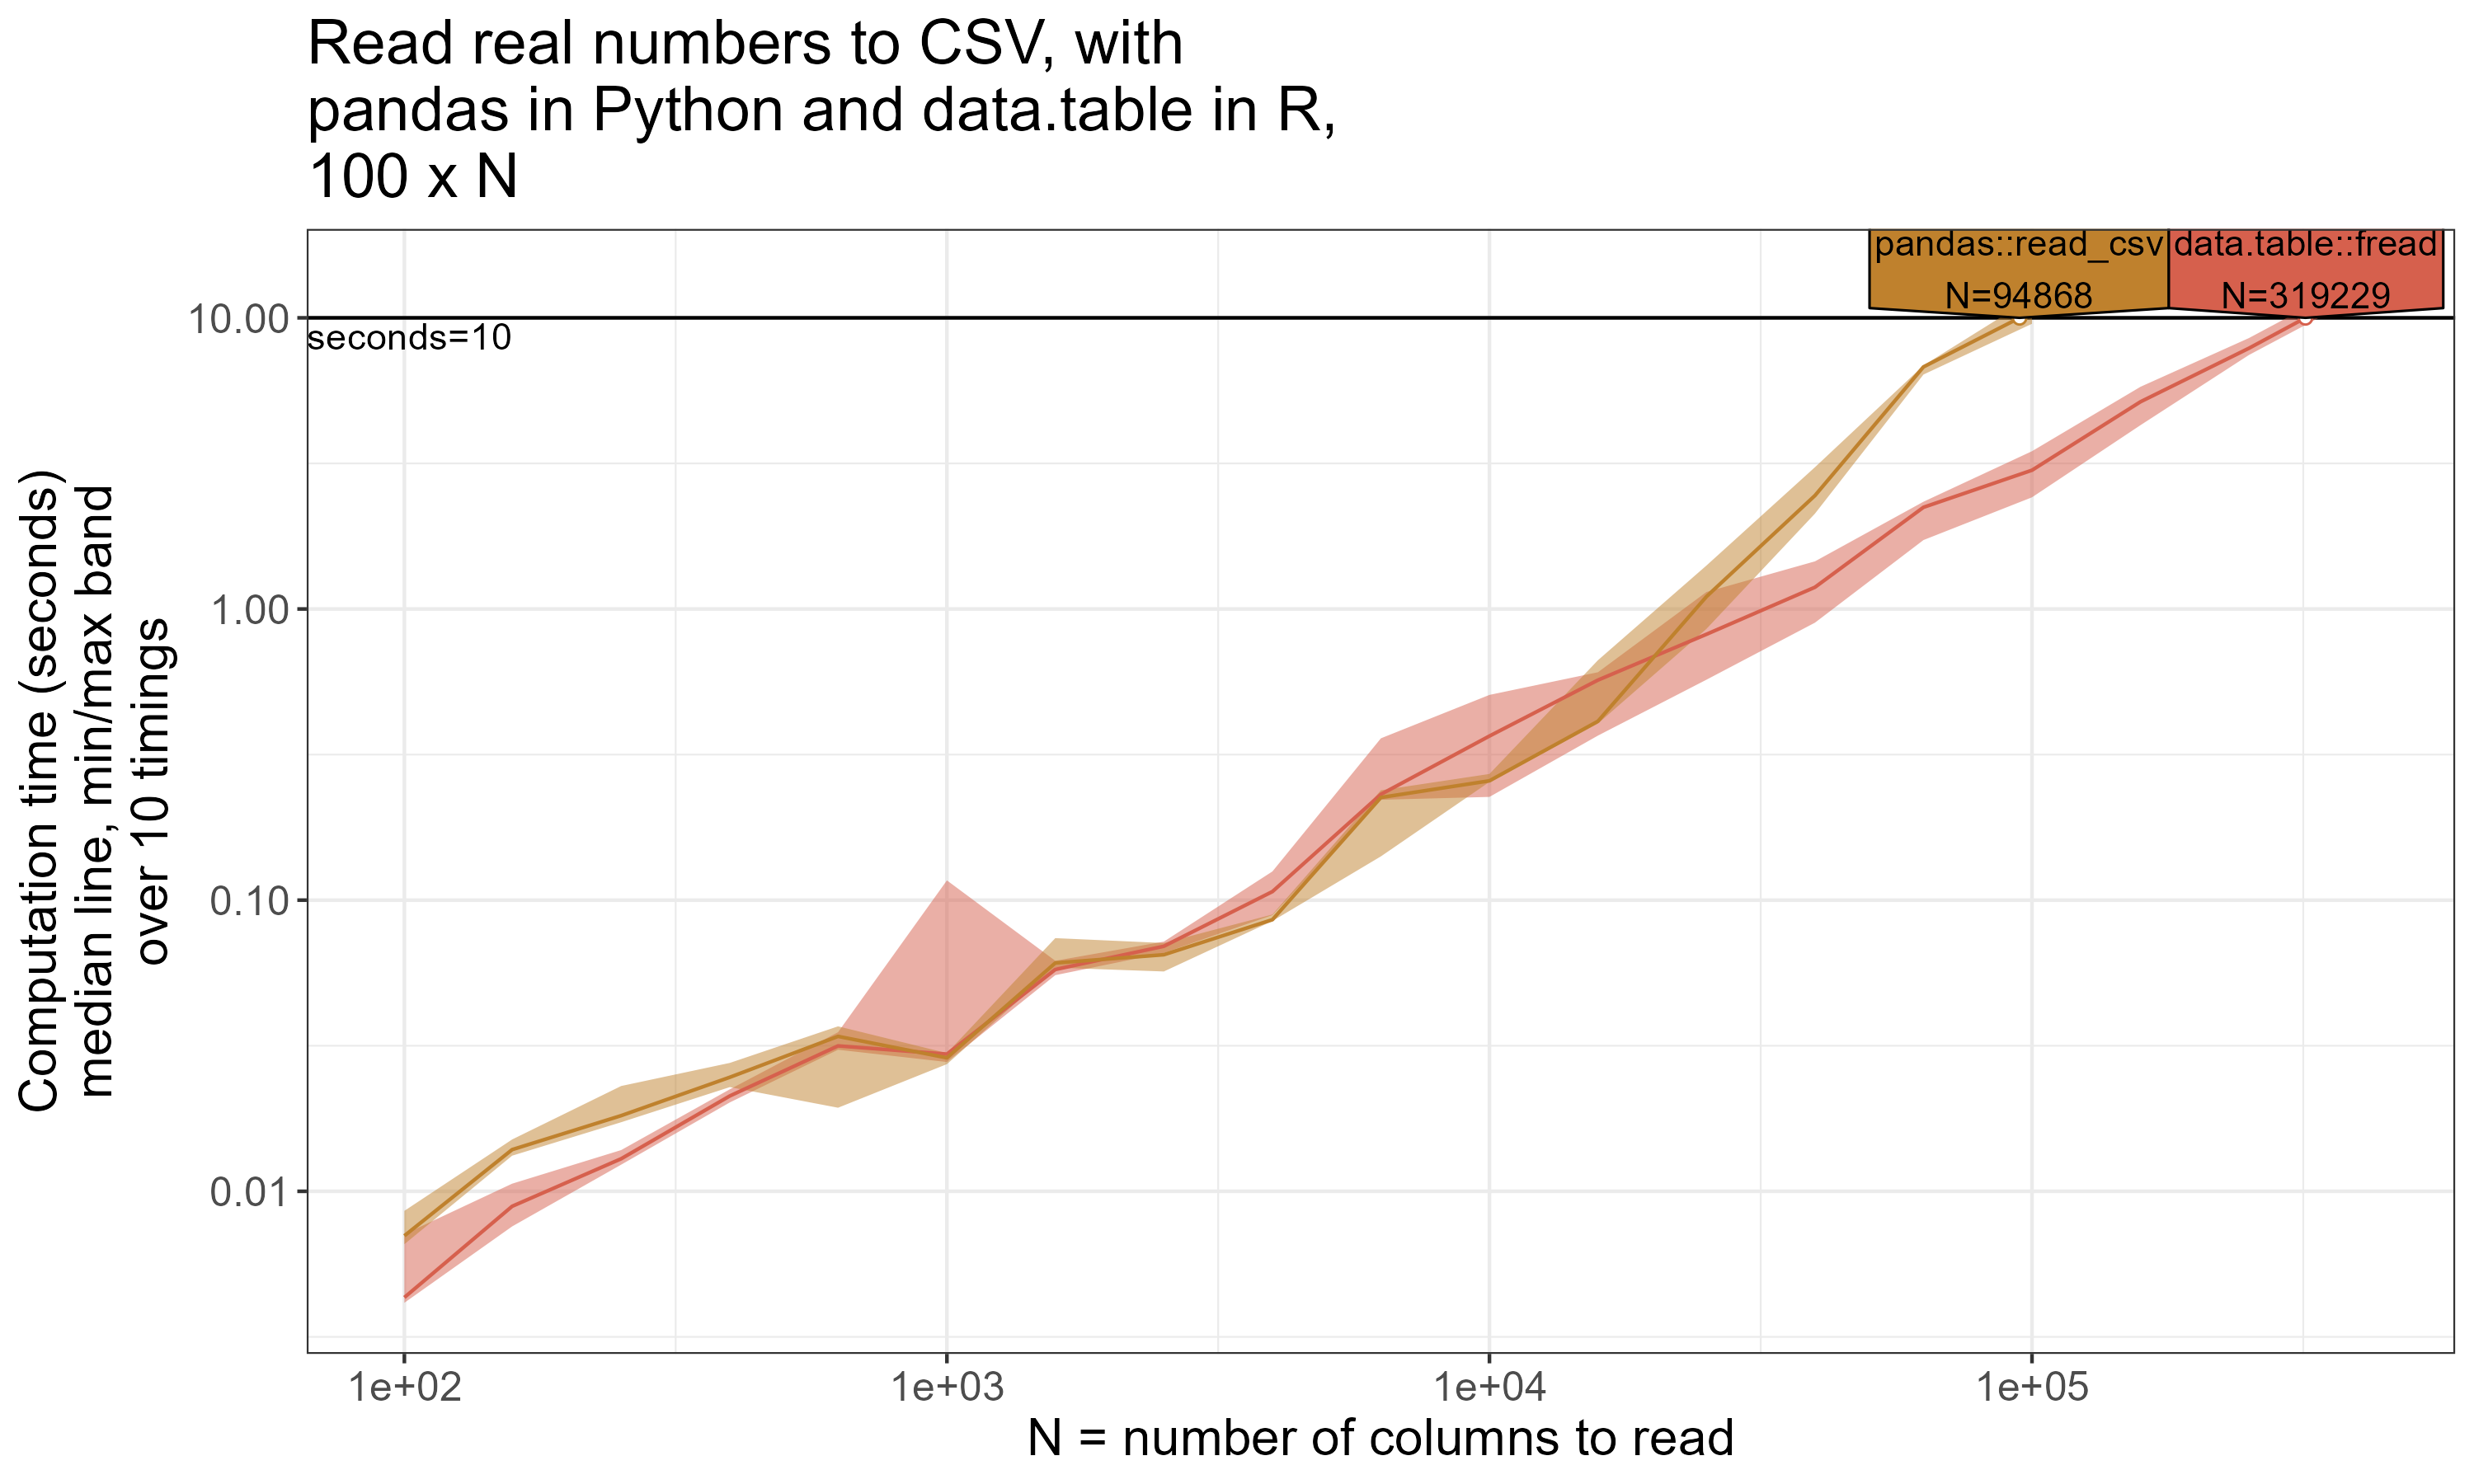 Read real numbers to CSV, with
pandas in Python and data.table in R,
100 x N
pandas::read_csv
N=94868
data.table::fread
N=319229
seconds=10
10.00
1.00
0.10
0.01
Computation time (seconds)
median line, min/max band
over 10 timings
1e+02
1e+03
1e+04
1e+05
N = number of columns to read